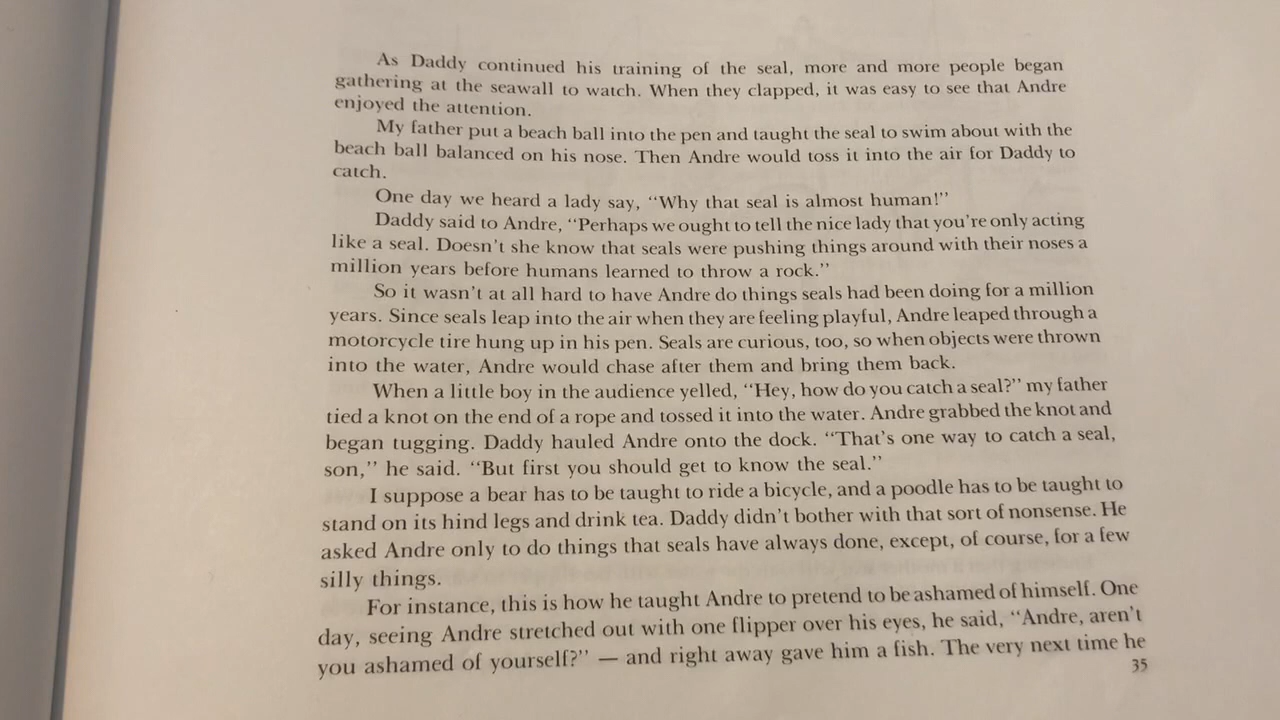 As Daddy continued his training of the seal, more and more people began
gathering at the seawall to watch. When they clapped, it was easy to see that Andre
enjoyed the attention.
My father put a beach ball into the pen and taught the seal to swim about with the
beach ball balanced on his nose. Then Andre would toss it into the air for Daddy to
catch.
One day we heard a lady say, “Why that seal is almost human!”
Daddy said to Andre, “Perhaps we ought to tell the nice lady that you're only acting
like a seal. Doesn't she know that seals were pushing things around with their noses a
million years before humans learned to throw a rock.”
So it wasn't at all hard to have Andre do things seals had been doing for a million
years. Since seals leap into the air when they are feeling playful, Andre leaped through a
motorcycle tire hung up in his pen. Seals are curious, too, so when objects were thrown
into the water, Andre would chase after them and bring them back.
When a little boy in the audience yelled, “Hey, how do you catch a seal?” my father
tied a knot on the end of a rope and tossed it into the water. Andre grabbed the knot and
began tugging. Daddy hauled Andre onto the dock. “That's one way to catch a seal,
son,” he said. “But first you should get to know the seal.”
I suppose a bear has to be taught to ride a bicycle, and a poodle has to be taught to
stand on its hind legs and drink tea. Daddy didn't bother with that sort of nonsense. He
asked Andre only to do things that seals have always done, except, of course, for a few
silly things.
For instance, this is how he taught Andre to pretend to be ashamed of himself. One
day, seeing Andre stretched out with one flipper over his eyes, he said, “Andre, aren't
you ashamed of yourself?” — and right away gave him a fish. The very next time he
35